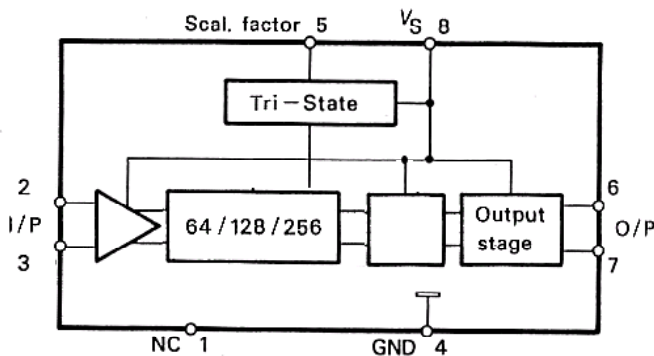 Scal. factor 5 VS 8
Tri-State
2
I/P
3
64/128/256
Output
stage
6
O/P
7
NC 1
GND 4